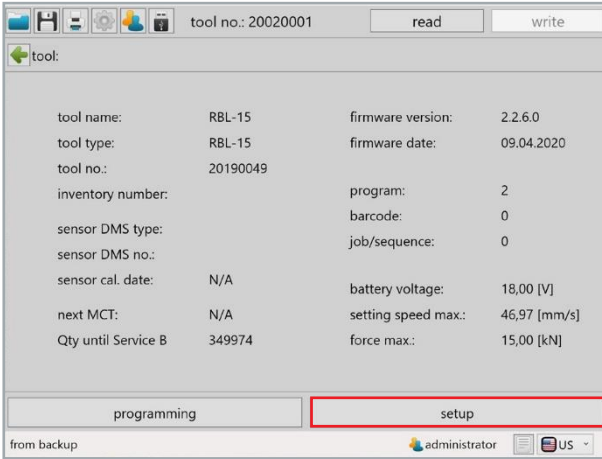 tool no.: 20020001 read write
tool:
tool name: RBL-15 firmware version: 2.2.6.0
tool type: RBL-15 firmware date: 09.04.2020
tool no.: 20190049
inventory number: program: 2
barcode: 0
sensor DMS type:
job/sequence: 0
sensor DMS no.:
sensor cal. date: N/A
battery voltage: 18,00 [V]
next MCT: N/A setting speed max.: 46,97 [mm/s]
Qty until Service B 349974 force max.: 15,00 [kN]
programming setup
from backup administrator US